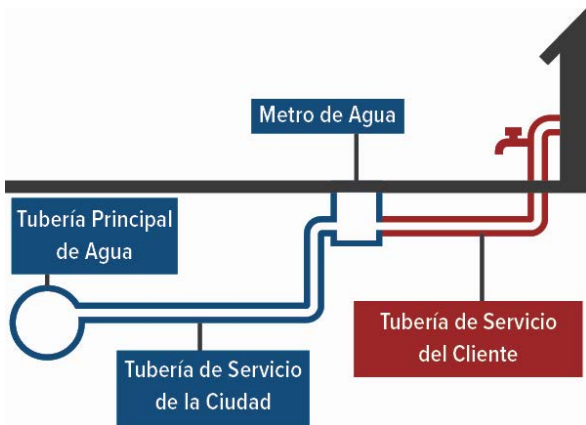 Metro de Agua
Tubería Principal
de Agua
Tubería de Servicio
del Cliente
Tubería de Servicio
de la Ciudad